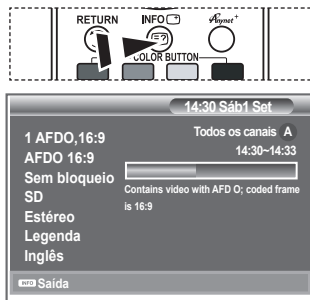 RETURN INFO Anynet+
COLOR BUTTON
14:30 Sáb1 Set
Todos os canais A
14:30~14:33
1 AFDO,16:9
AFDO 16:9
Sem bloqueio
SD
Estéreo
Legenda
Inglês
Contains video with AFD O; coded frame
is 16:9
INFO Saída